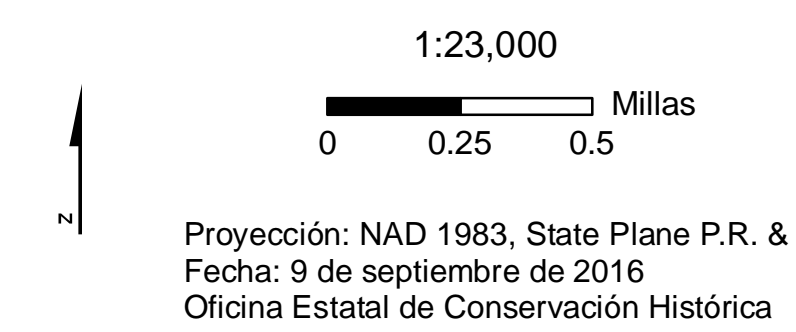 1:23,000
Millas
0 0.25 0.5
N
Proyección: NAD 1983, State Plane P.R. &
Fecha: 9 de septiembre de 2016
Oficina Estatal de Conservación Histórica